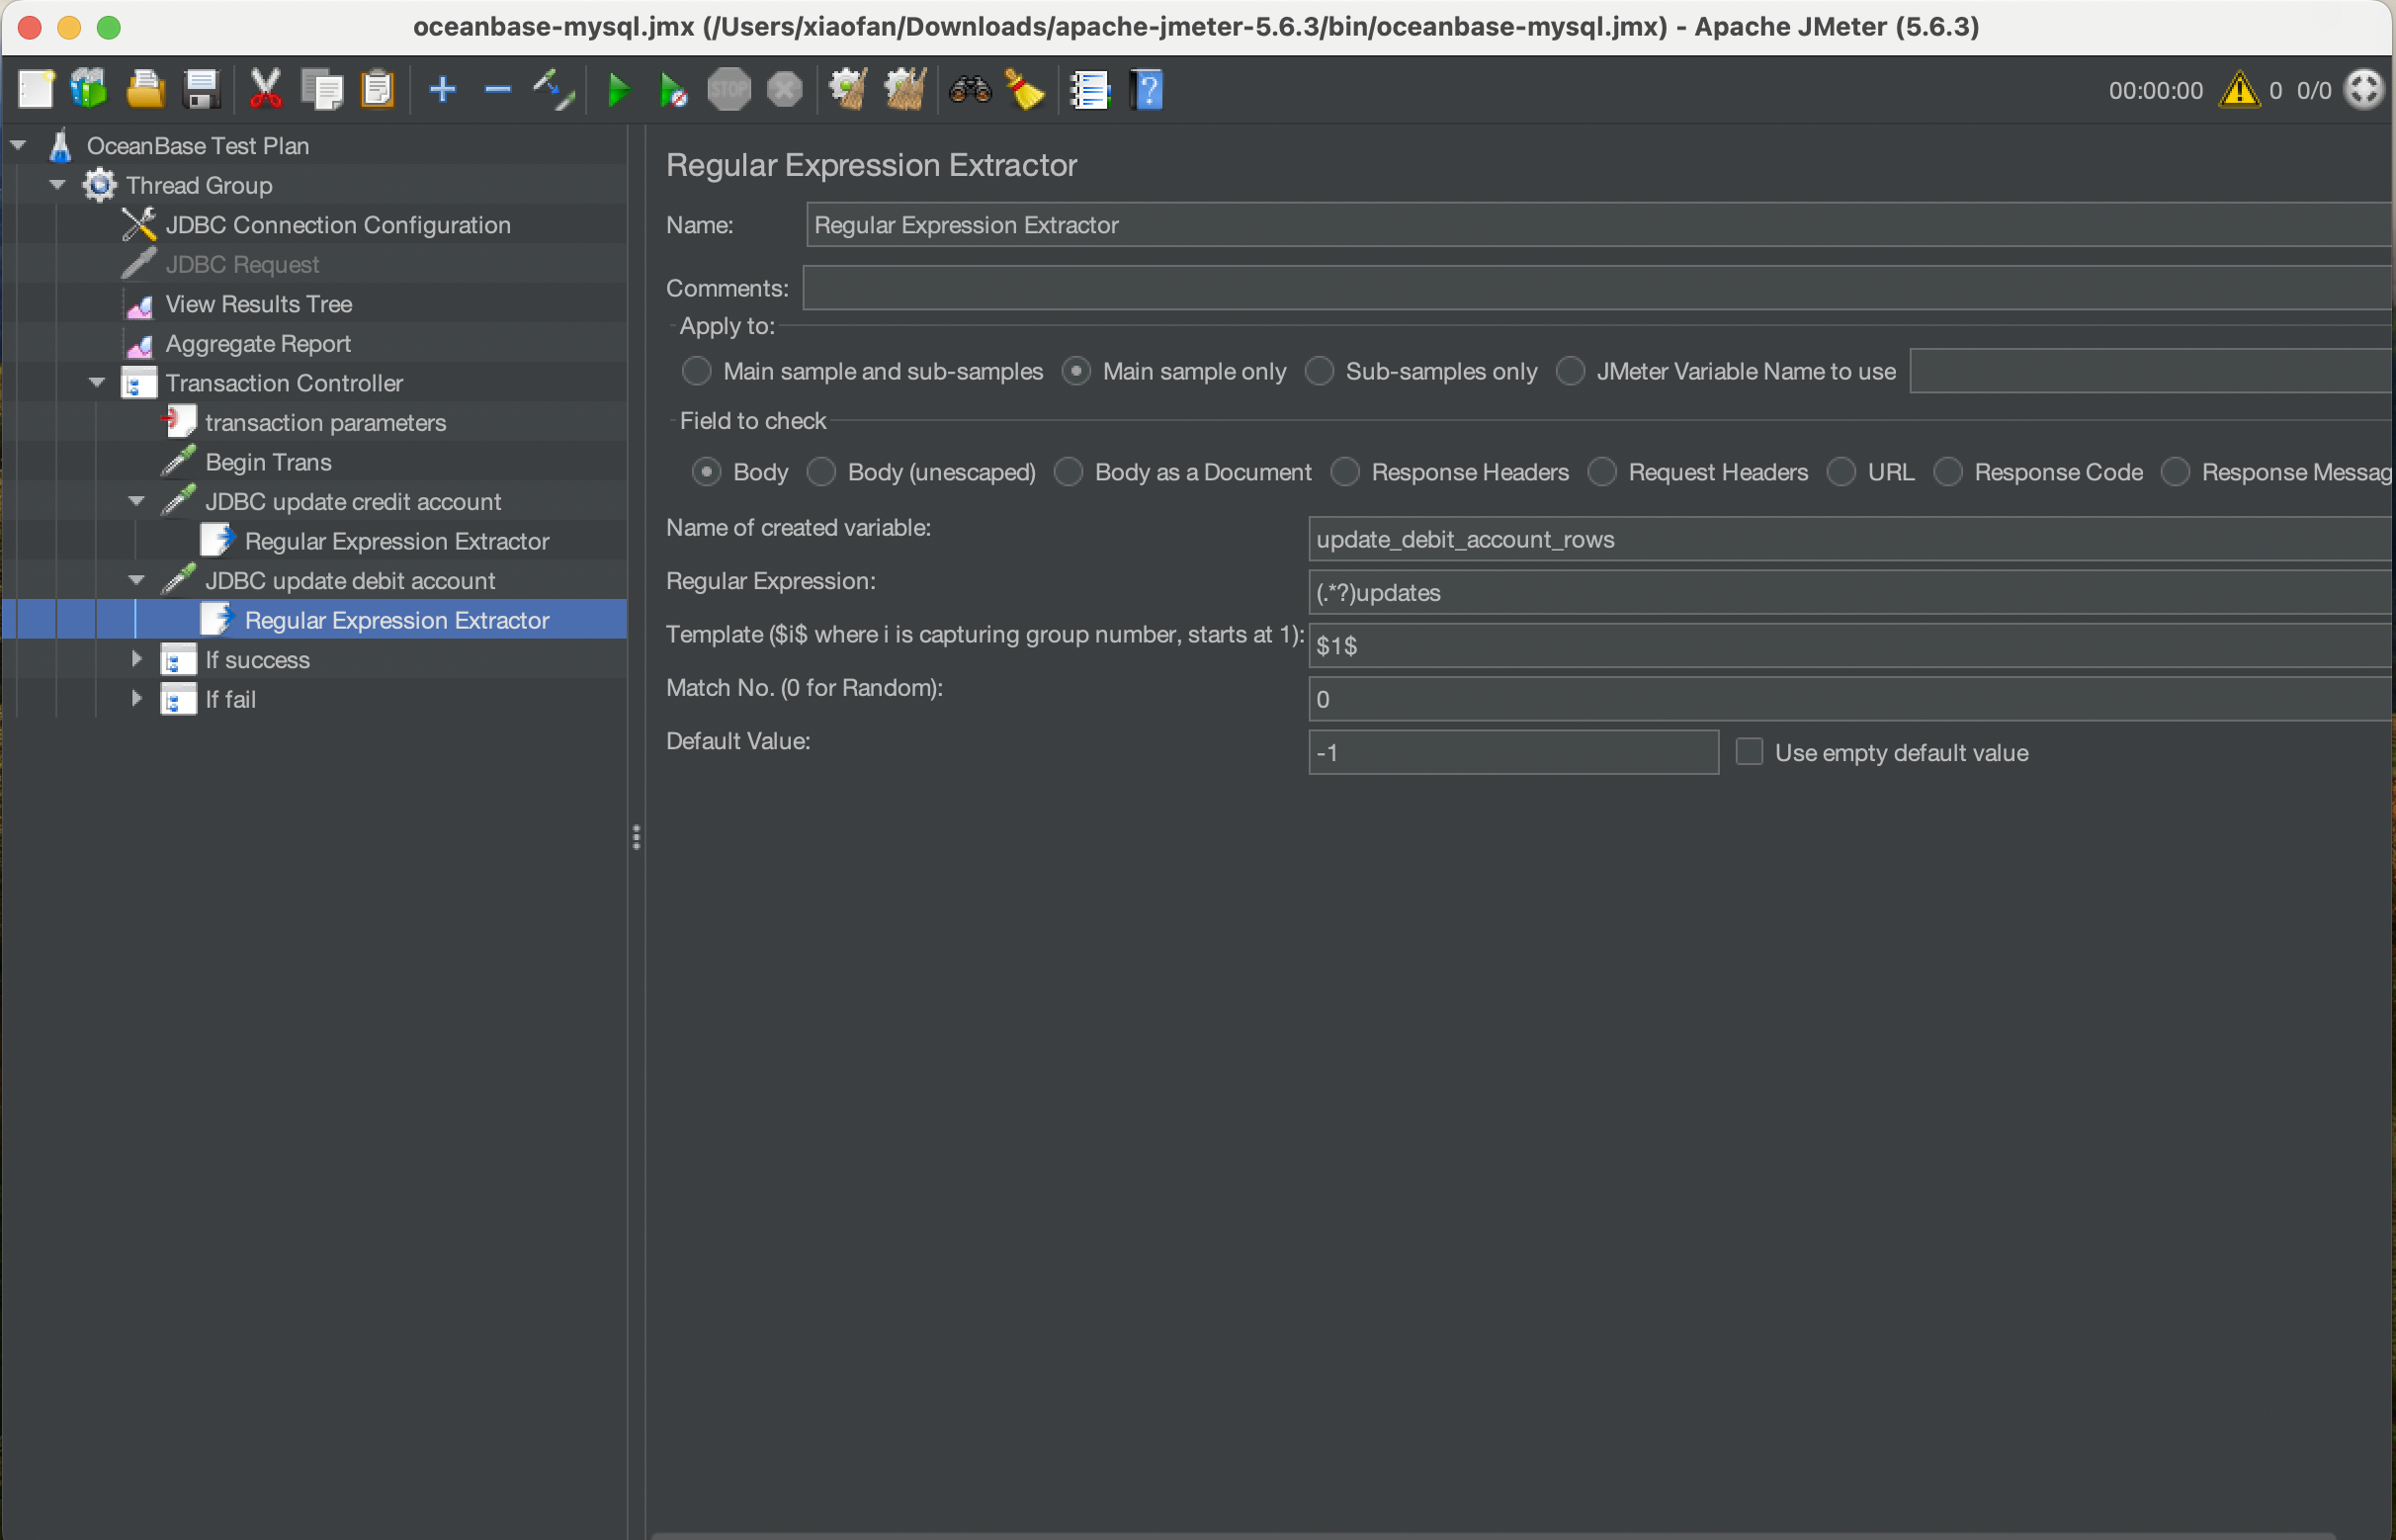 oceanbase-mysql.jmx (/Users/xiaofan/Downloads/apache-jmeter-5.6.3/bin/oceanbase-mysql.jmx) - Apache JMeter (5.6.3)
STOP
00:00:00 0 0/0
OceanBase Test Plan
Thread Group
JDBC Connection Configuration
JDBC Request
View Results Tree
Aggregate Report
Transaction Controller
transaction parameters
Begin Trans
JDBC update credit account
Regular Expression Extractor
JDBC update debit account
Regular Expression Extractor
If success
If fail
Regular Expression Extractor
Name: Regular Expression Extractor
Comments:
Apply to:
Main sample and sub-samples Main sample only Sub-samples only JMeter Variable Name to use
Field to check
Body Body (unescaped) Body as a Document Response Headers Request Headers URL Response Code Response Messag
Name of created variable: update_debit_account_rows
Regular Expression: (.*?)updates
Template ($i$ where i is capturing group number, starts at 1): $1$
Match No. (0 for Random): 0
Default Value: -1 Use empty default value